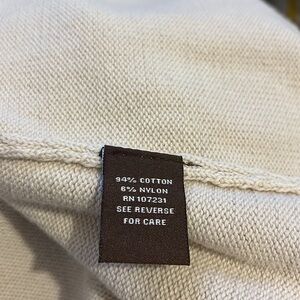 94% COTTON
6% NYLON
RN 107231
SEE REVERSE
FOR CARE